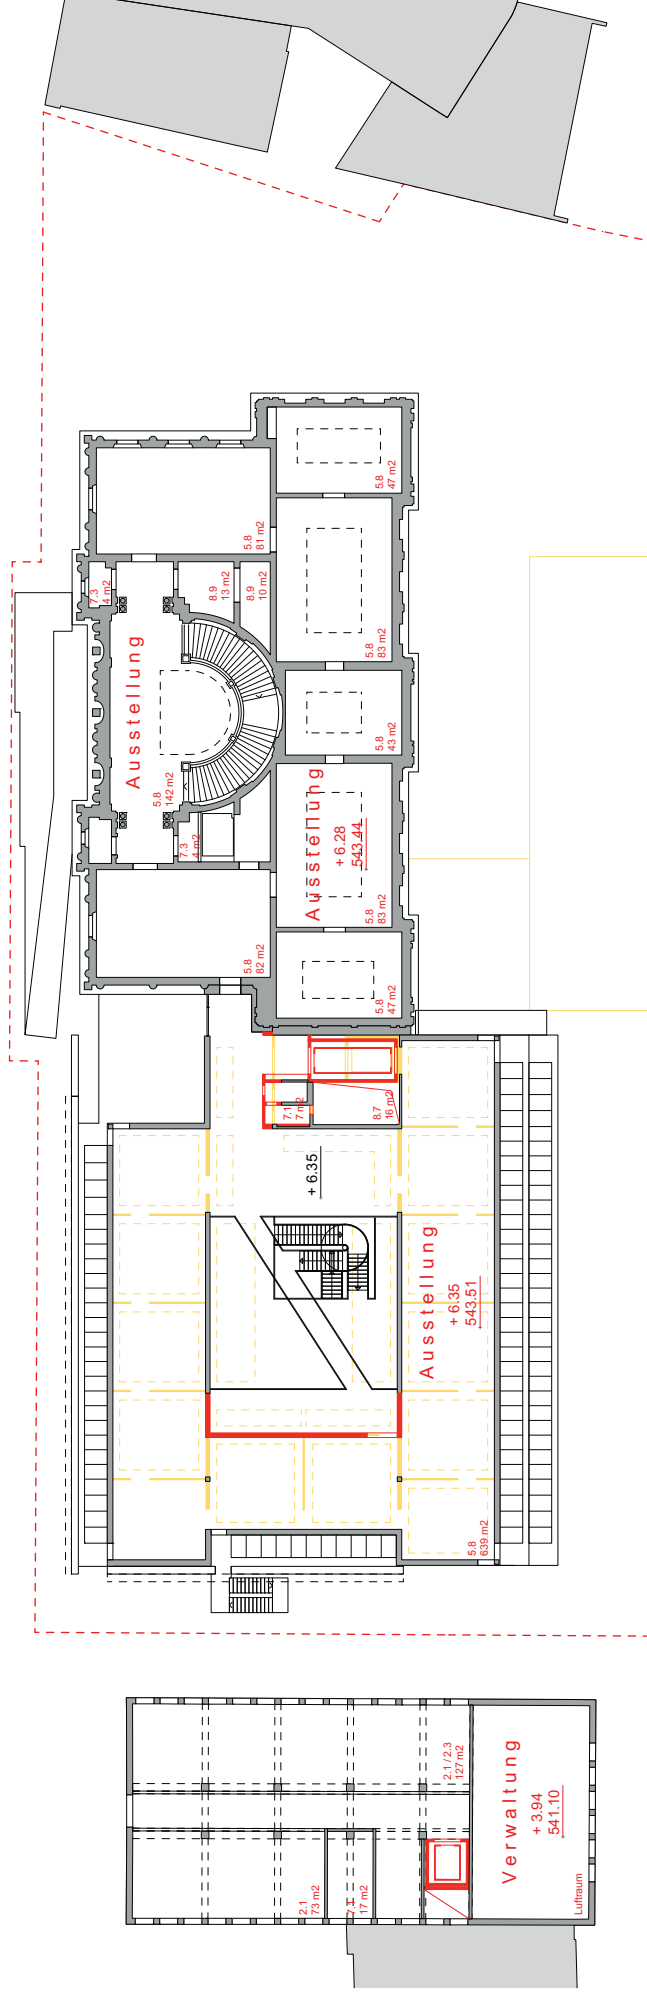 5.8
47 m2
5.8
81 m2
7.3
4 m2
8.9
13 m2
8.9
10 m2
5.8
83 m2
Ausstellung
5.8
142 m2
5.8
43 m2
7.3
4 m2
Ausstellung
+ 6.28
543.44
5.8
83 m2
5.8
82 m2
5.8
47 m2
7.1
7 m2
8.7
16 m2
+ 6.35
Ausstellung
+ 6.35
543.51
5.8
639 m2
2.1 / 2.3
127 m2
Verwaltung
+ 3.94
541.10
2.1
73 m2
17 m2
Luftraum